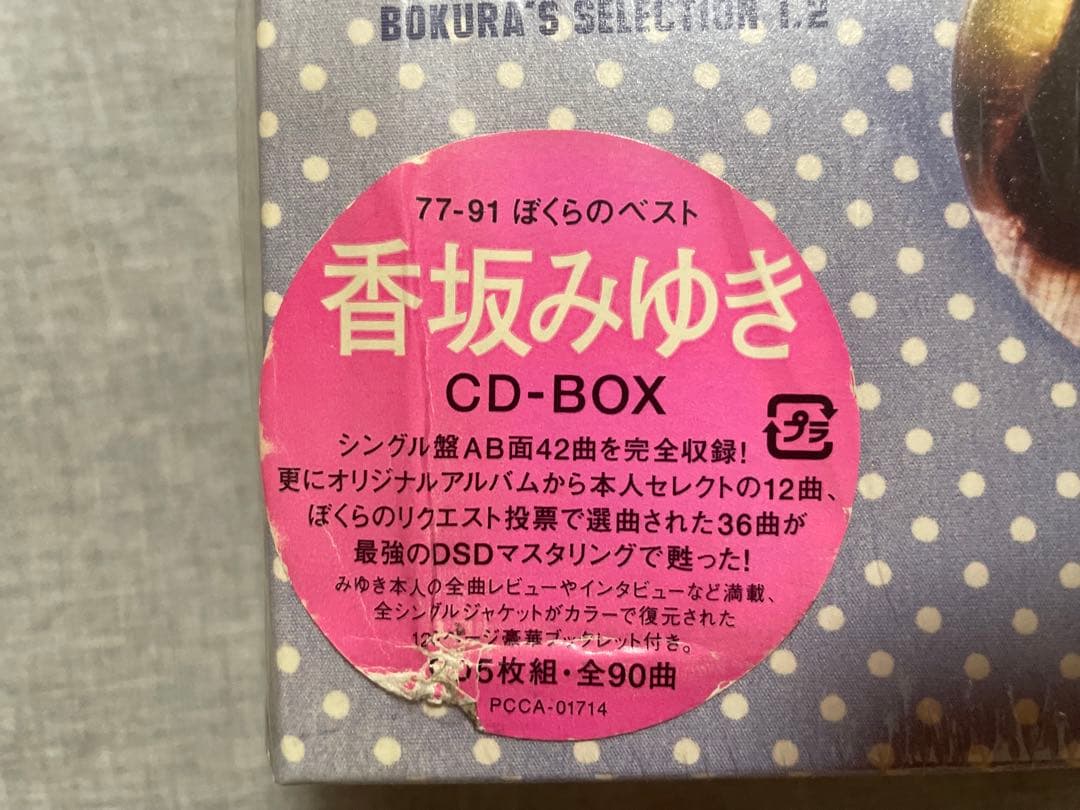 BOKURA'S SELECTION 1.2
77-91 ぼくらのベスト
香坂みゆき
CD-BOX
プラ
シングル盤AB面42曲を完全収録!
更にオリジナルアルバムから本人セレクトの12曲、
ぼくらのリクエスト投票で選曲された36曲が
最強のDSDマスタリングで甦った!
みゆき本人の全曲レビューやインタビューなど満載、
全シングルジャケットがカラーで復元された
ページ豪華ブックレット付き。
5枚組・全90曲
PCCA-01714